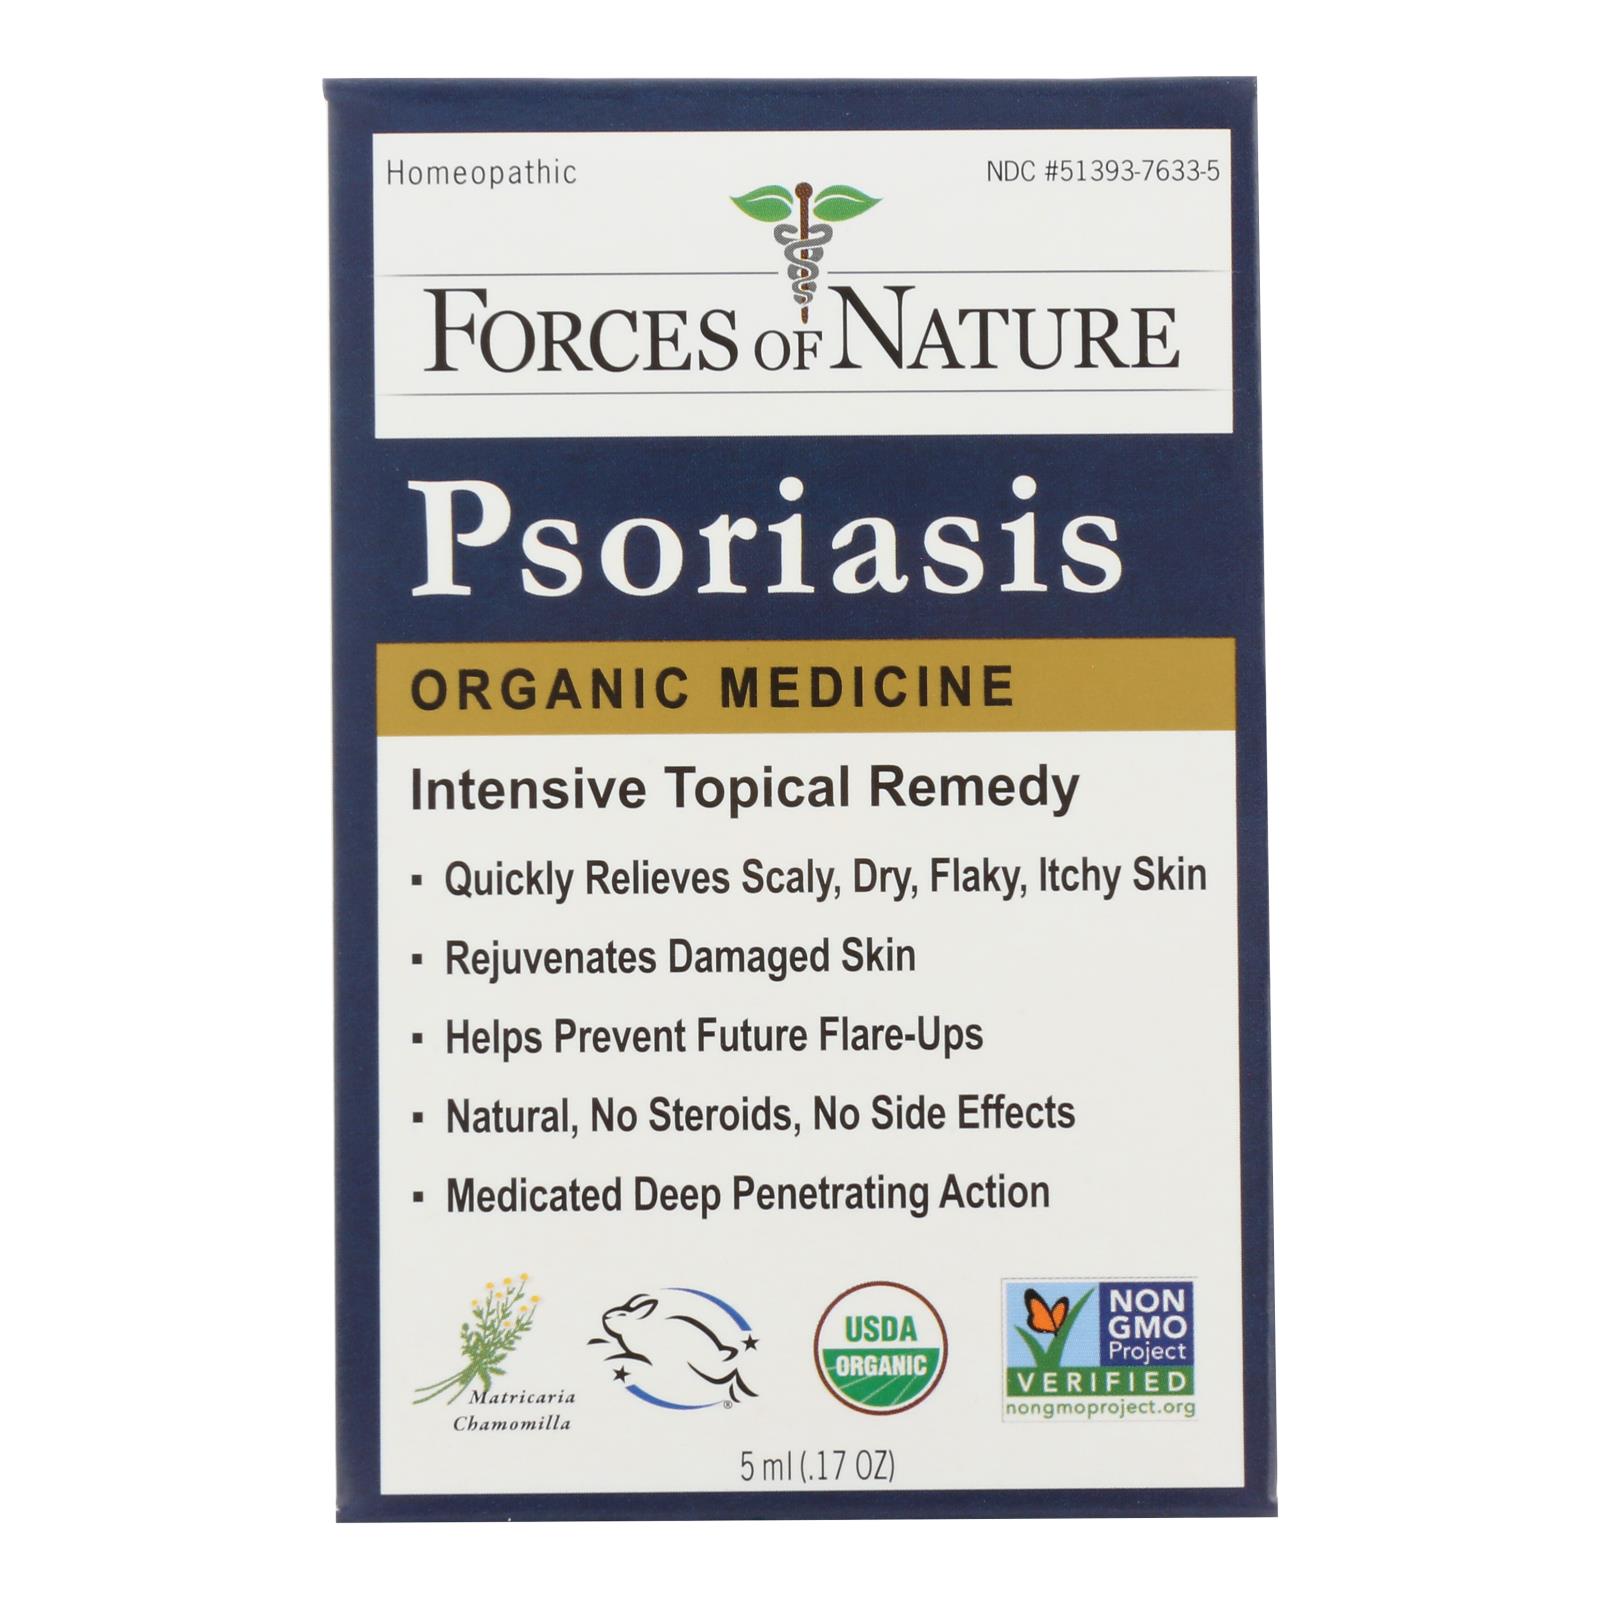 Homeopathic NDC #51393-7633-5
FORCES OF NATURE
Psoriasis
ORGANIC MEDICINE
Intensive Topical Remedy
▪ Quickly Relieves Scaly, Dry, Flaky, Itchy Skin
▪ Rejuvenates Damaged Skin
▪ Helps Prevent Future Flare-Ups
▪ Natural, No Steroids, No Side Effects
▪ Medicated Deep Penetrating Action
Matricaria
Chamomilla
®
USDA
ORGANIC
NON
GMO
Project
VERIFIED
nongmoproject.org
5 ml (.17 OZ)